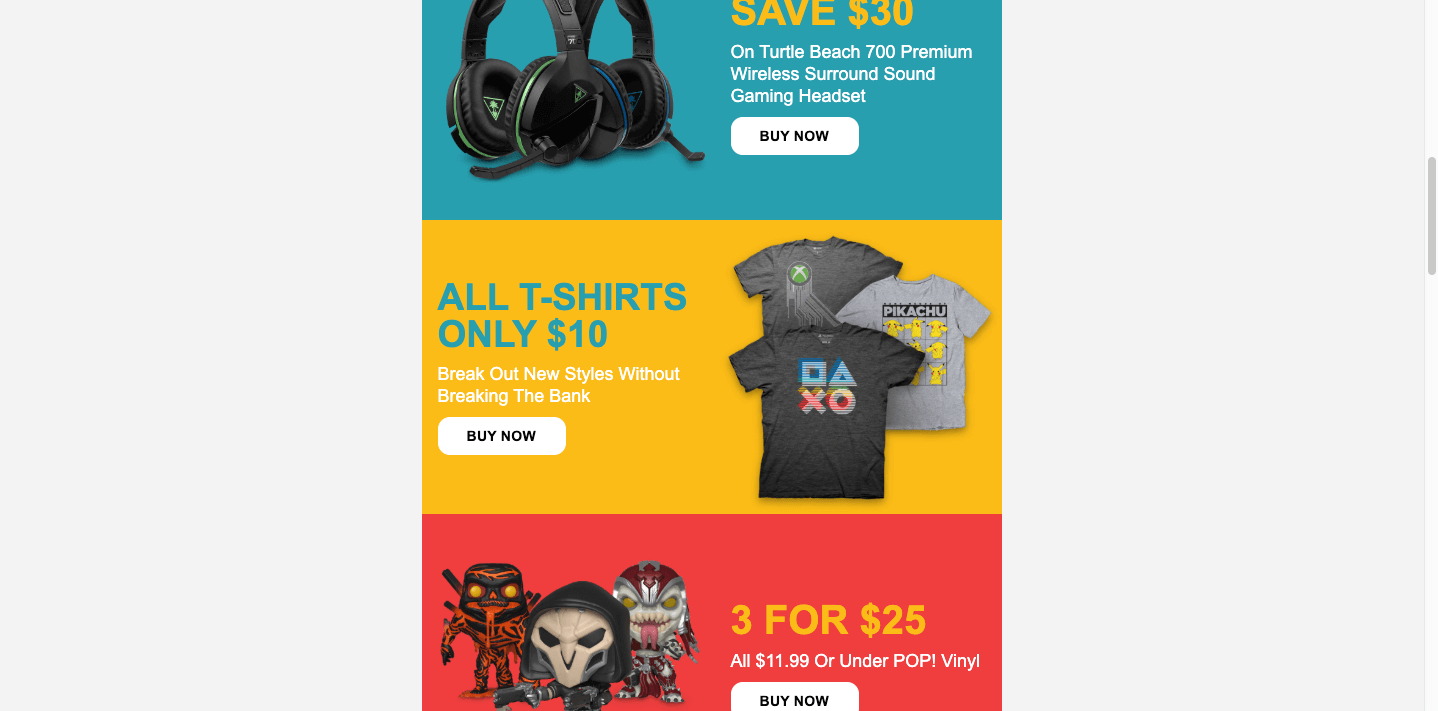 SAVE $30
On Turtle Beach 700 Premium
Wireless Surround Sound
Gaming Headset
BUY NOW
ALL T-SHIRTS
ONLY $10
Break Out New Styles Without
Breaking The Bank
BUY NOW
PIKACHU
3 FOR $25
All $11.99 Or Under POP! Vinyl
BUY NOW